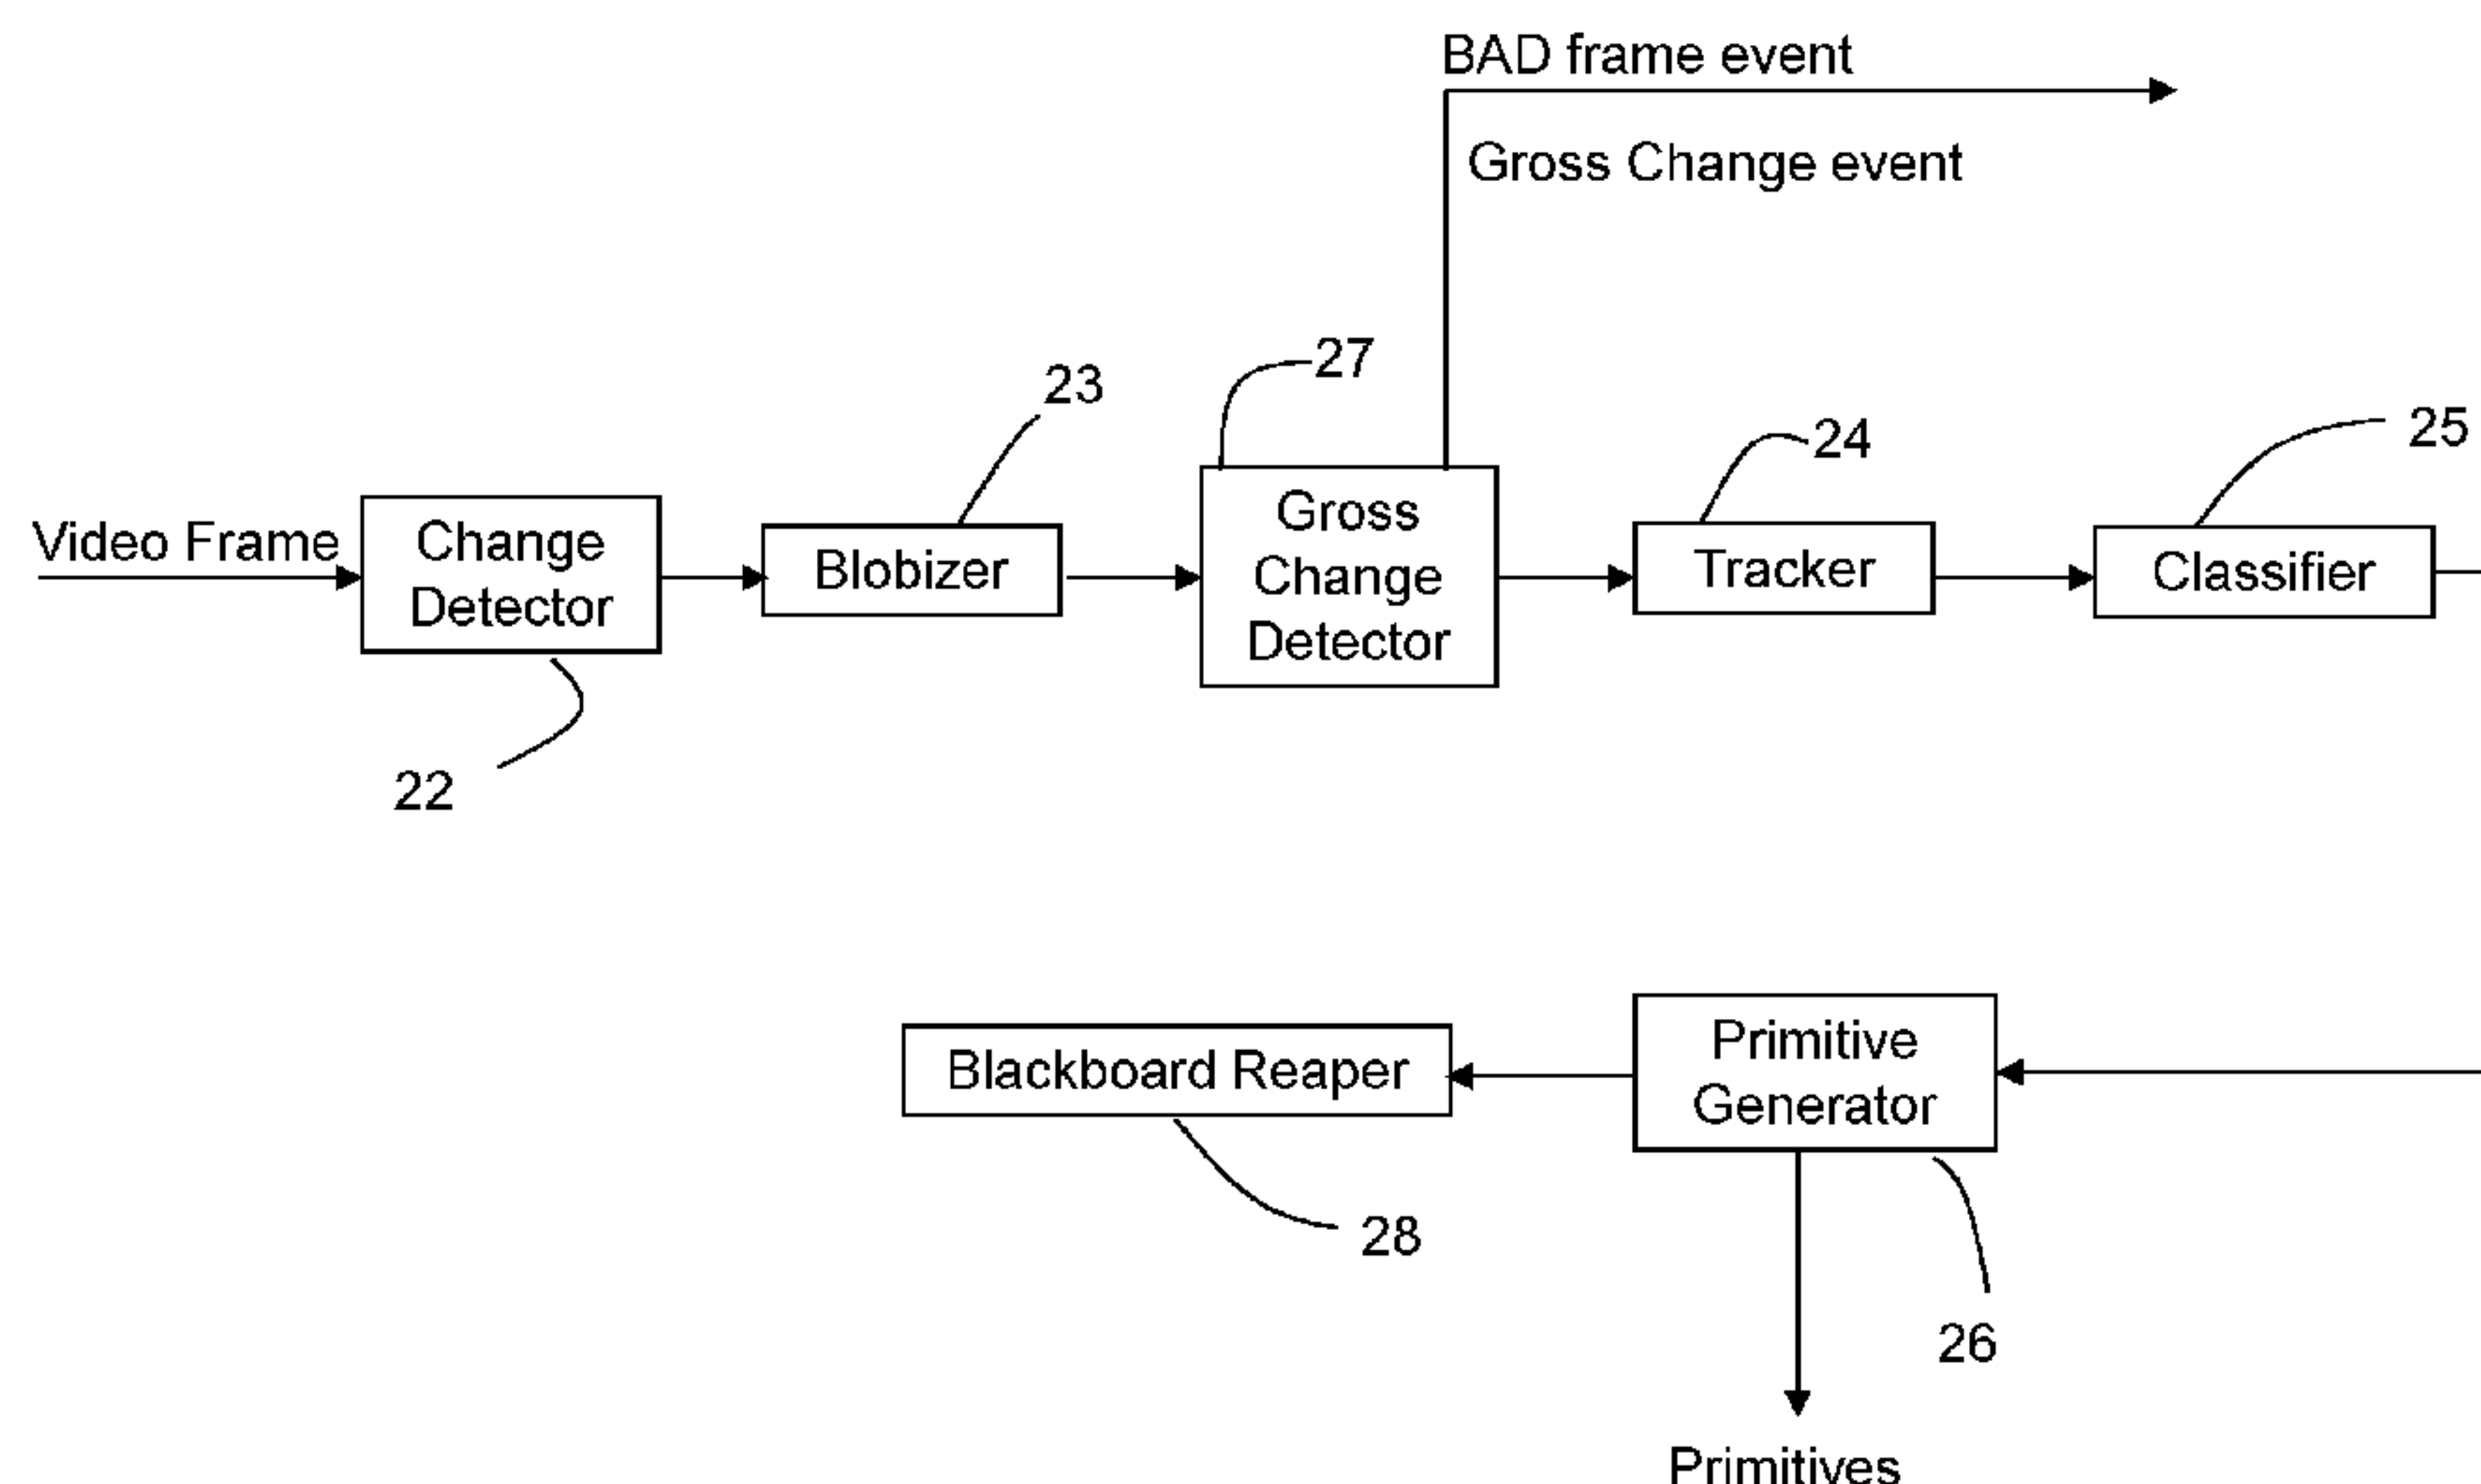 BAD frame event
Gross Change event
27
23
24
25
Video Frame
Change
Detector
Blobizer
Gross
Change
Detector
Tracker
Classifier
22
Blackboard Reaper
Primitive
Generator
28
26
Primitives